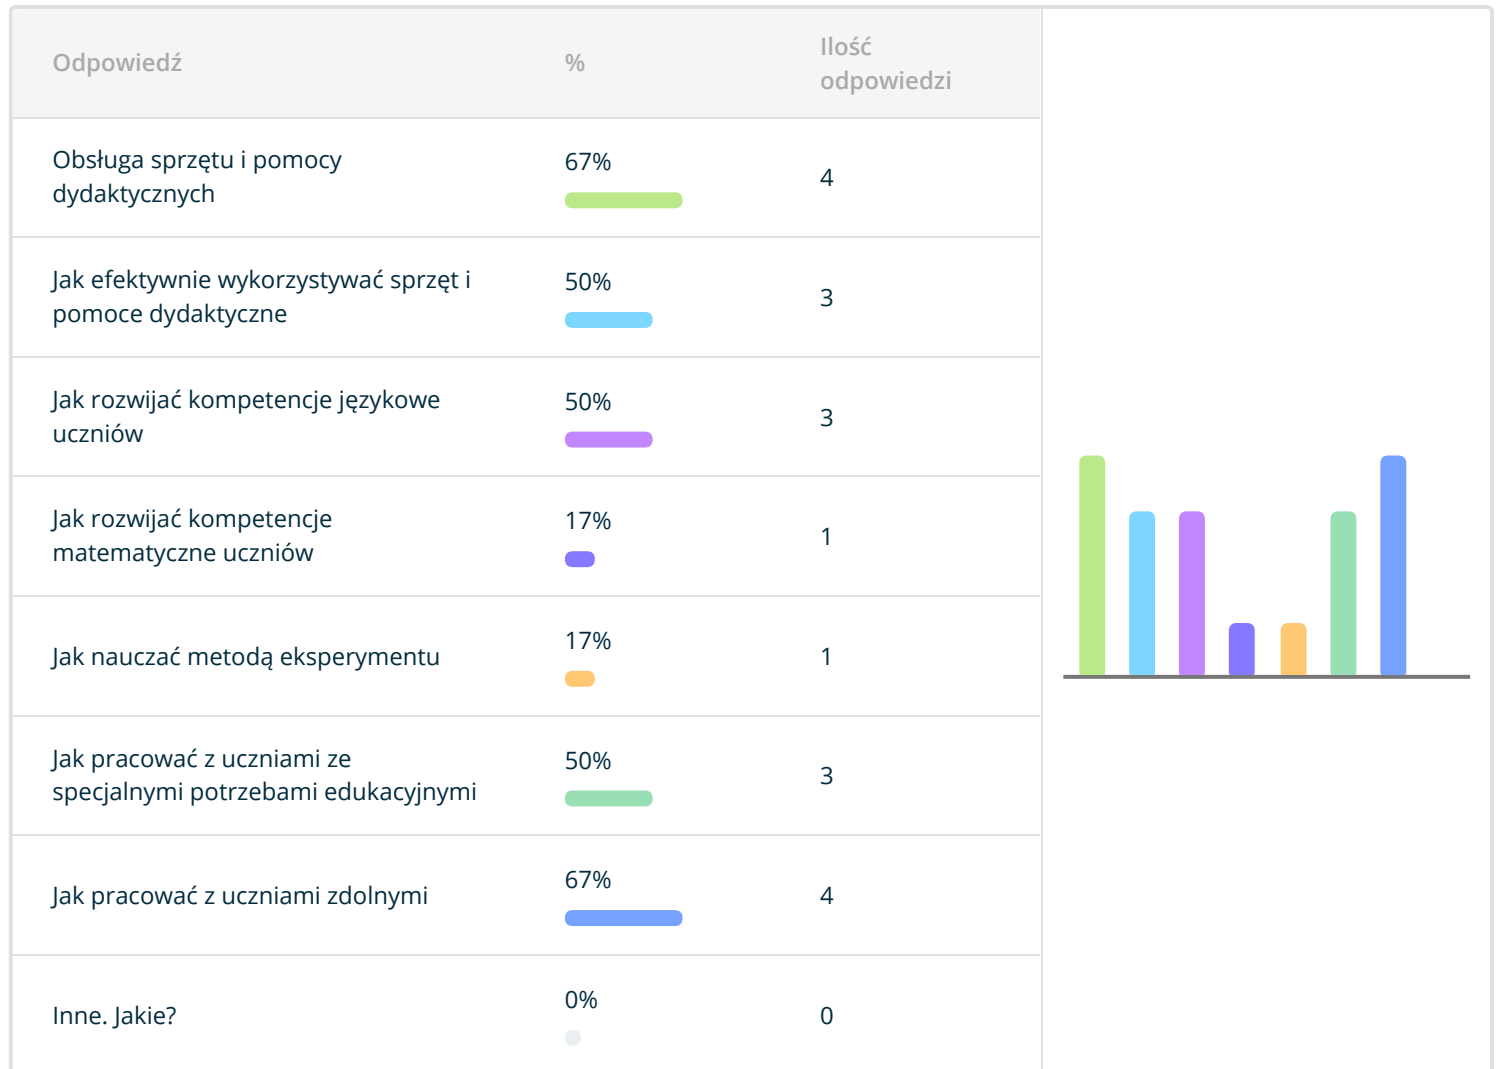 Odpowiedź % Ilość
odpowiedzi
Obsługa sprzętu i pomocy
dydaktycznych
67%
4
Jak efektywnie wykorzystywać sprzęt i
pomoce dydaktyczne
50%
3
Jak rozwijać kompetencje językowe
uczniów
50%
3
Jak rozwijać kompetencje
matematyczne uczniów
17%
1
Jak nauczać metodą eksperymentu
17%
1
Jak pracować z uczniami ze
specjalnymi potrzebami edukacyjnymi
50%
3
Jak pracować z uczniami zdolnymi
67%
4
Inne. Jakie?
0%
0